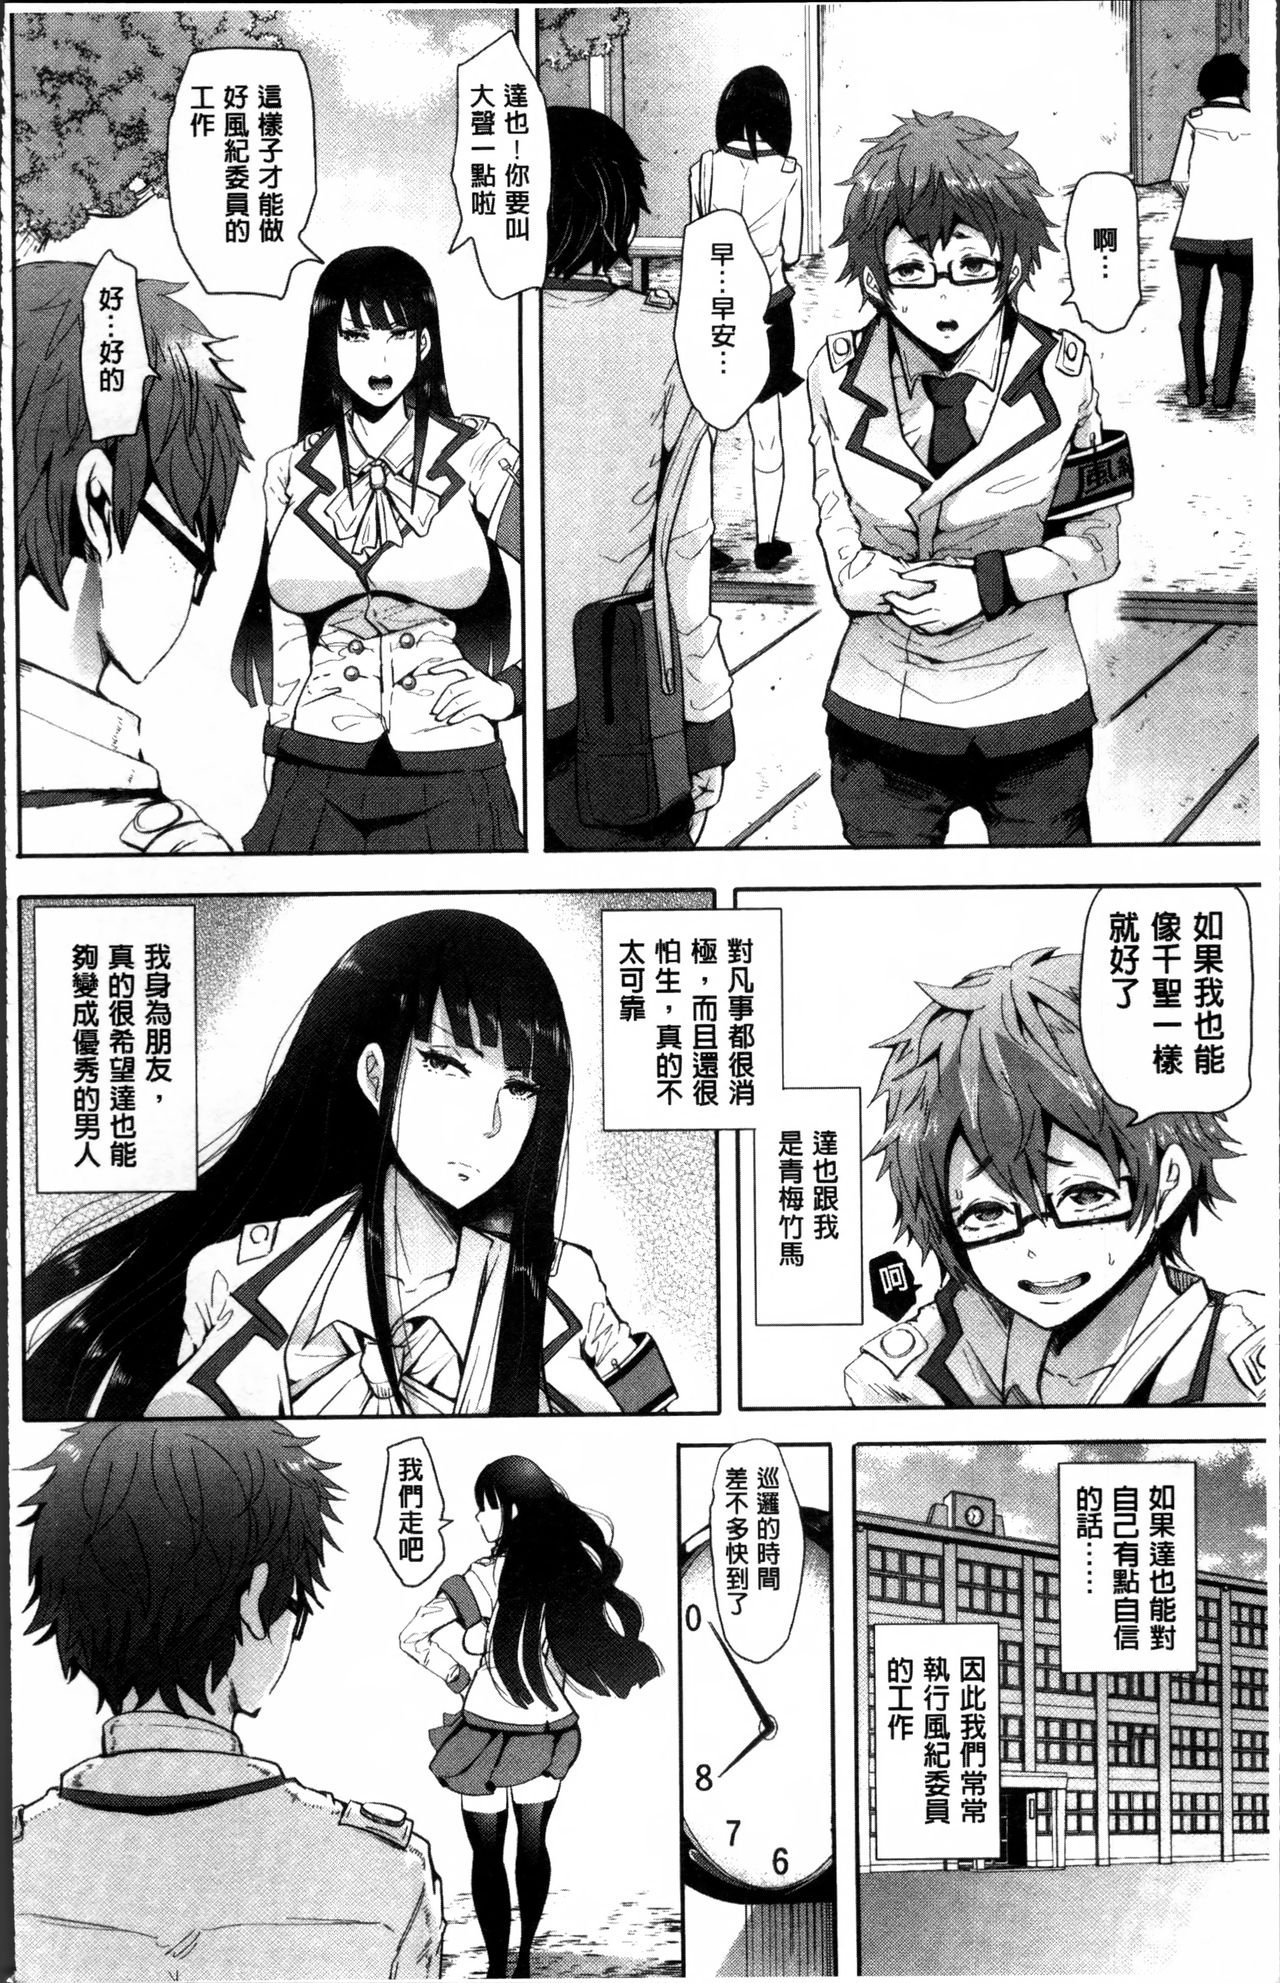 啊…
早…早安…
風紀
達也！你要叫
大聲一點啦
這樣子才能做
好風紀委員的
工作
好…好的
如果我也能
像千聖一樣
就好了
呵
達也跟我
是青梅竹馬
對凡事都很消
極，而且還很
怕生，真的不
太可靠
我身為朋友，
真的很希望達也能
夠變成優秀的男人
如果達也能對
自己有點自信
的話……
因此我們常常
執行風紀委員
的工作
巡邏的時間
差不多快到了
0
8
7
6
我們走吧